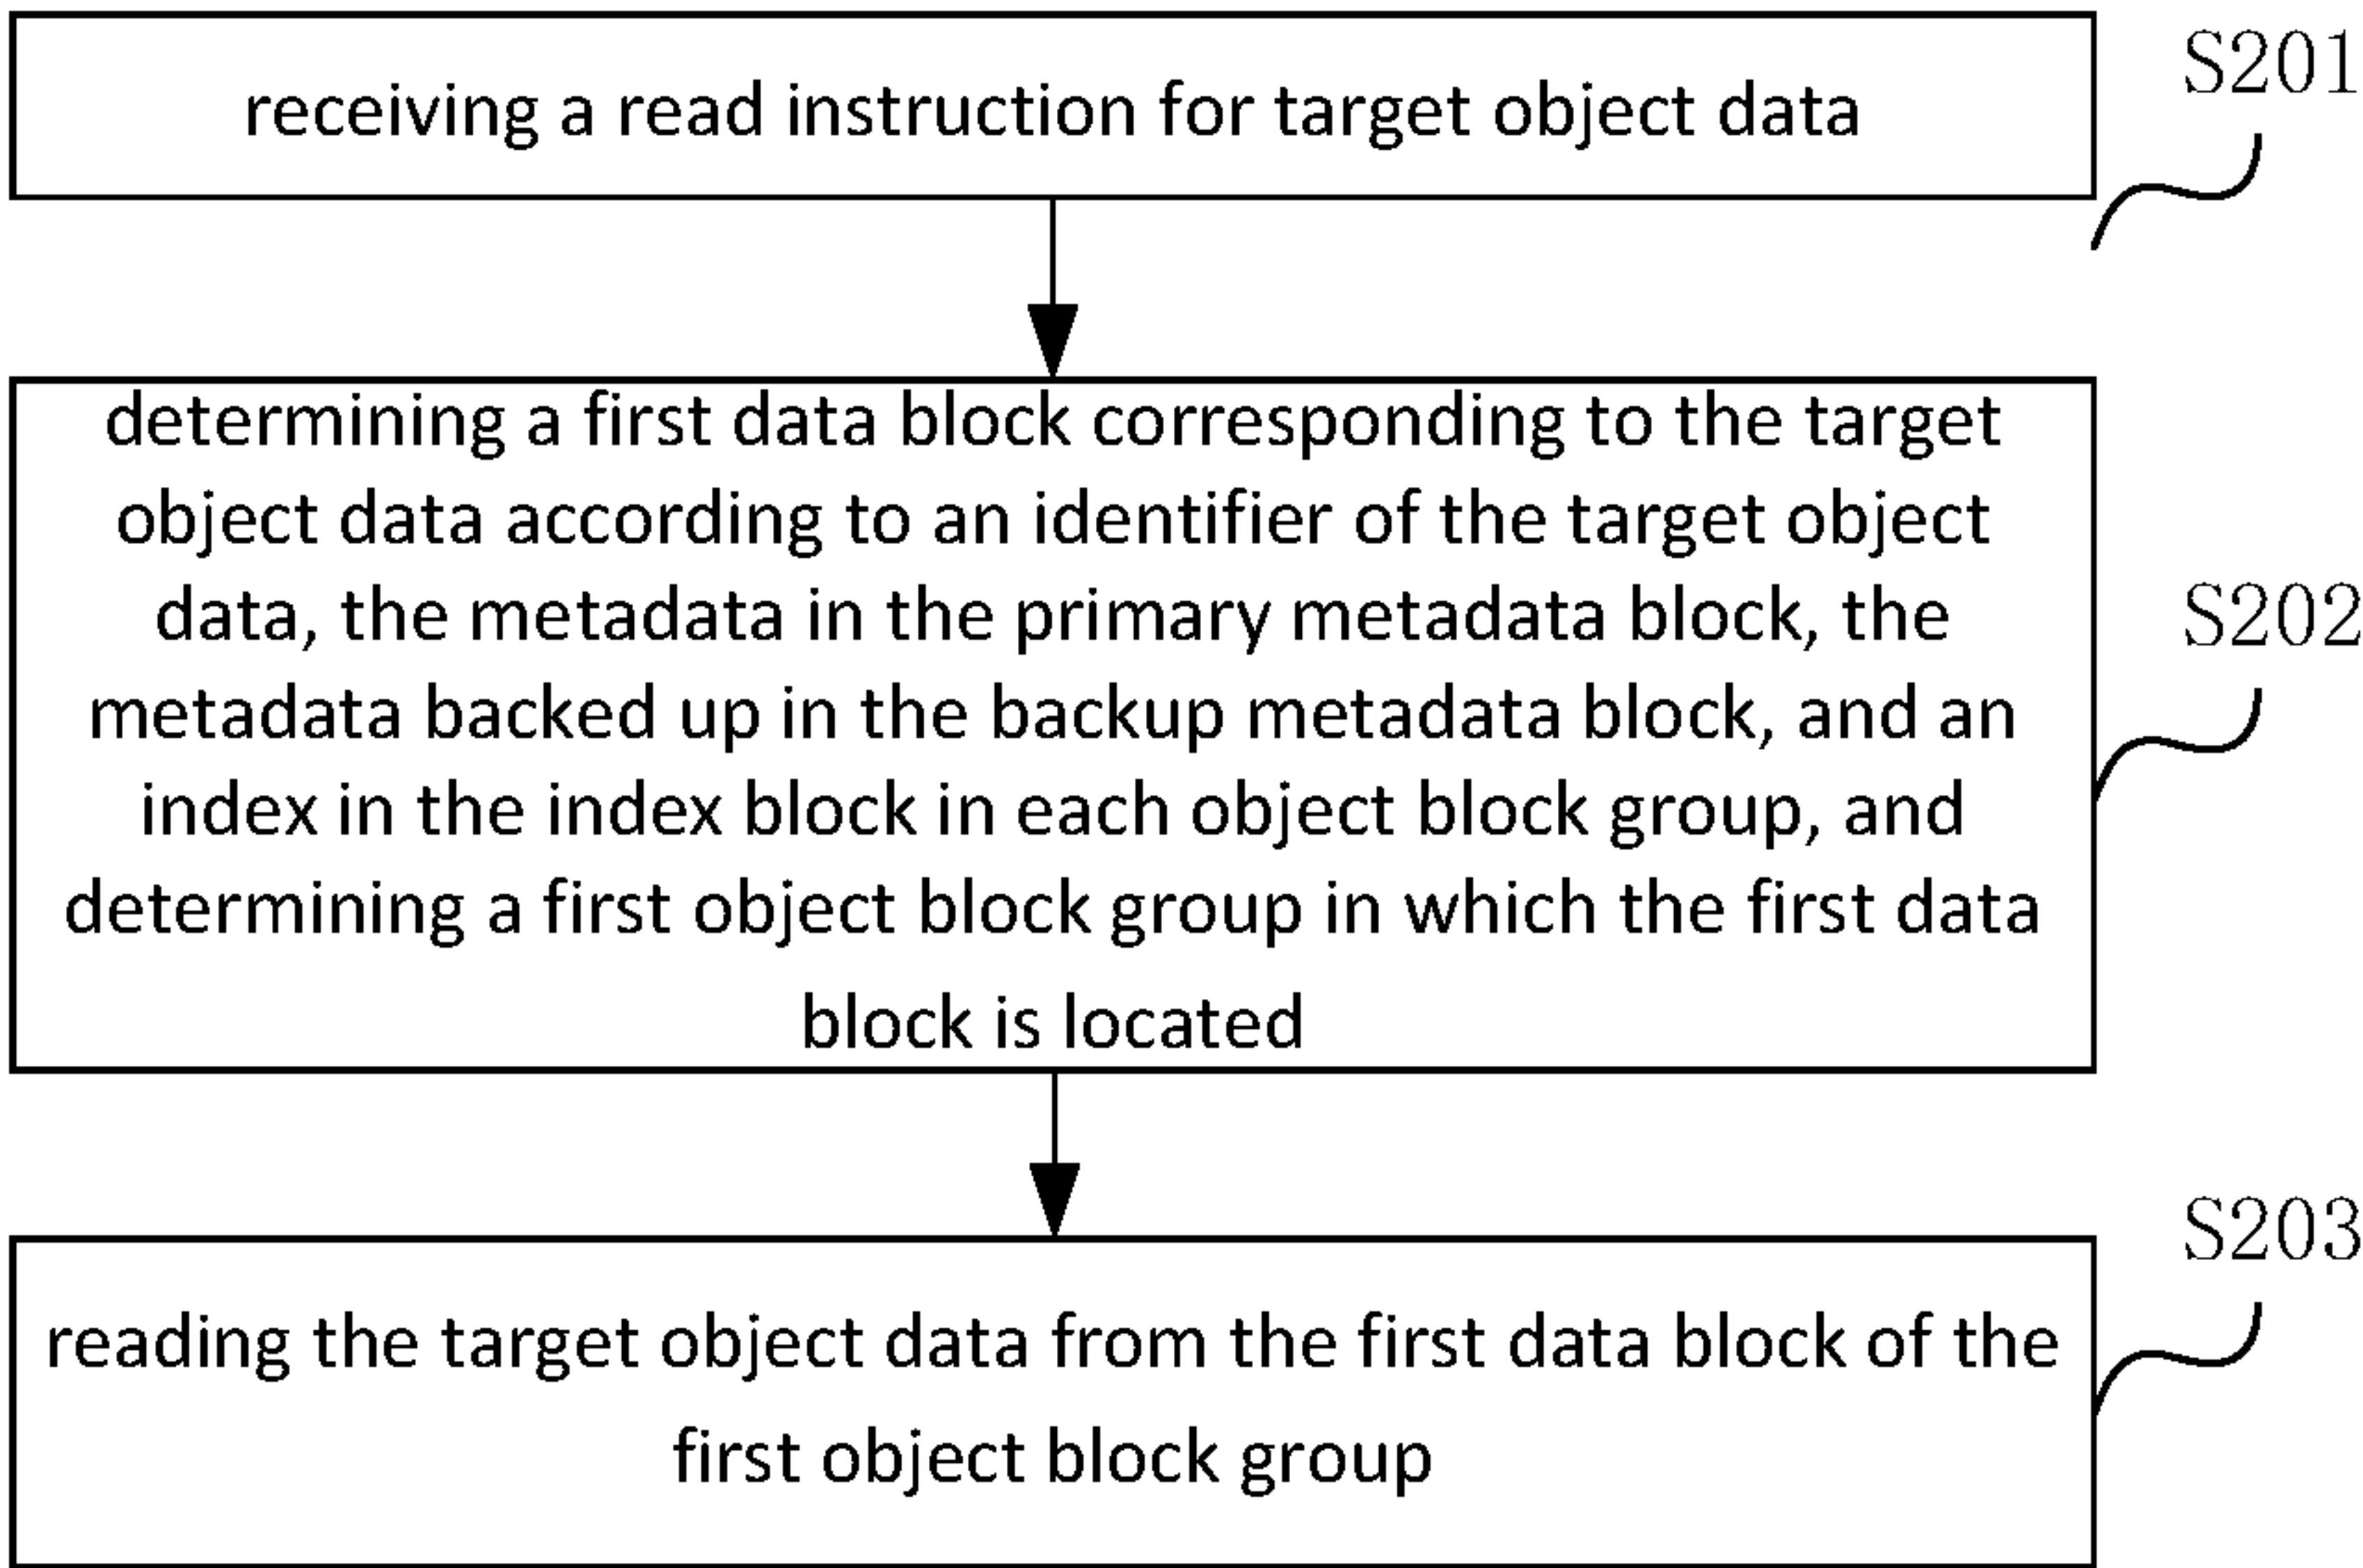 receiving a read instruction for target object data
S201
determining a first data block corresponding to the target
object data according to an identifier of the target object
data, the metadata in the primary metadata block, the
metadata backed up in the backup metadata block, and an
index in the index block in each object block group, and
determining a first object block group in which the first data
block is located
S202
reading the target object data from the first data block of the
first object block group
S203